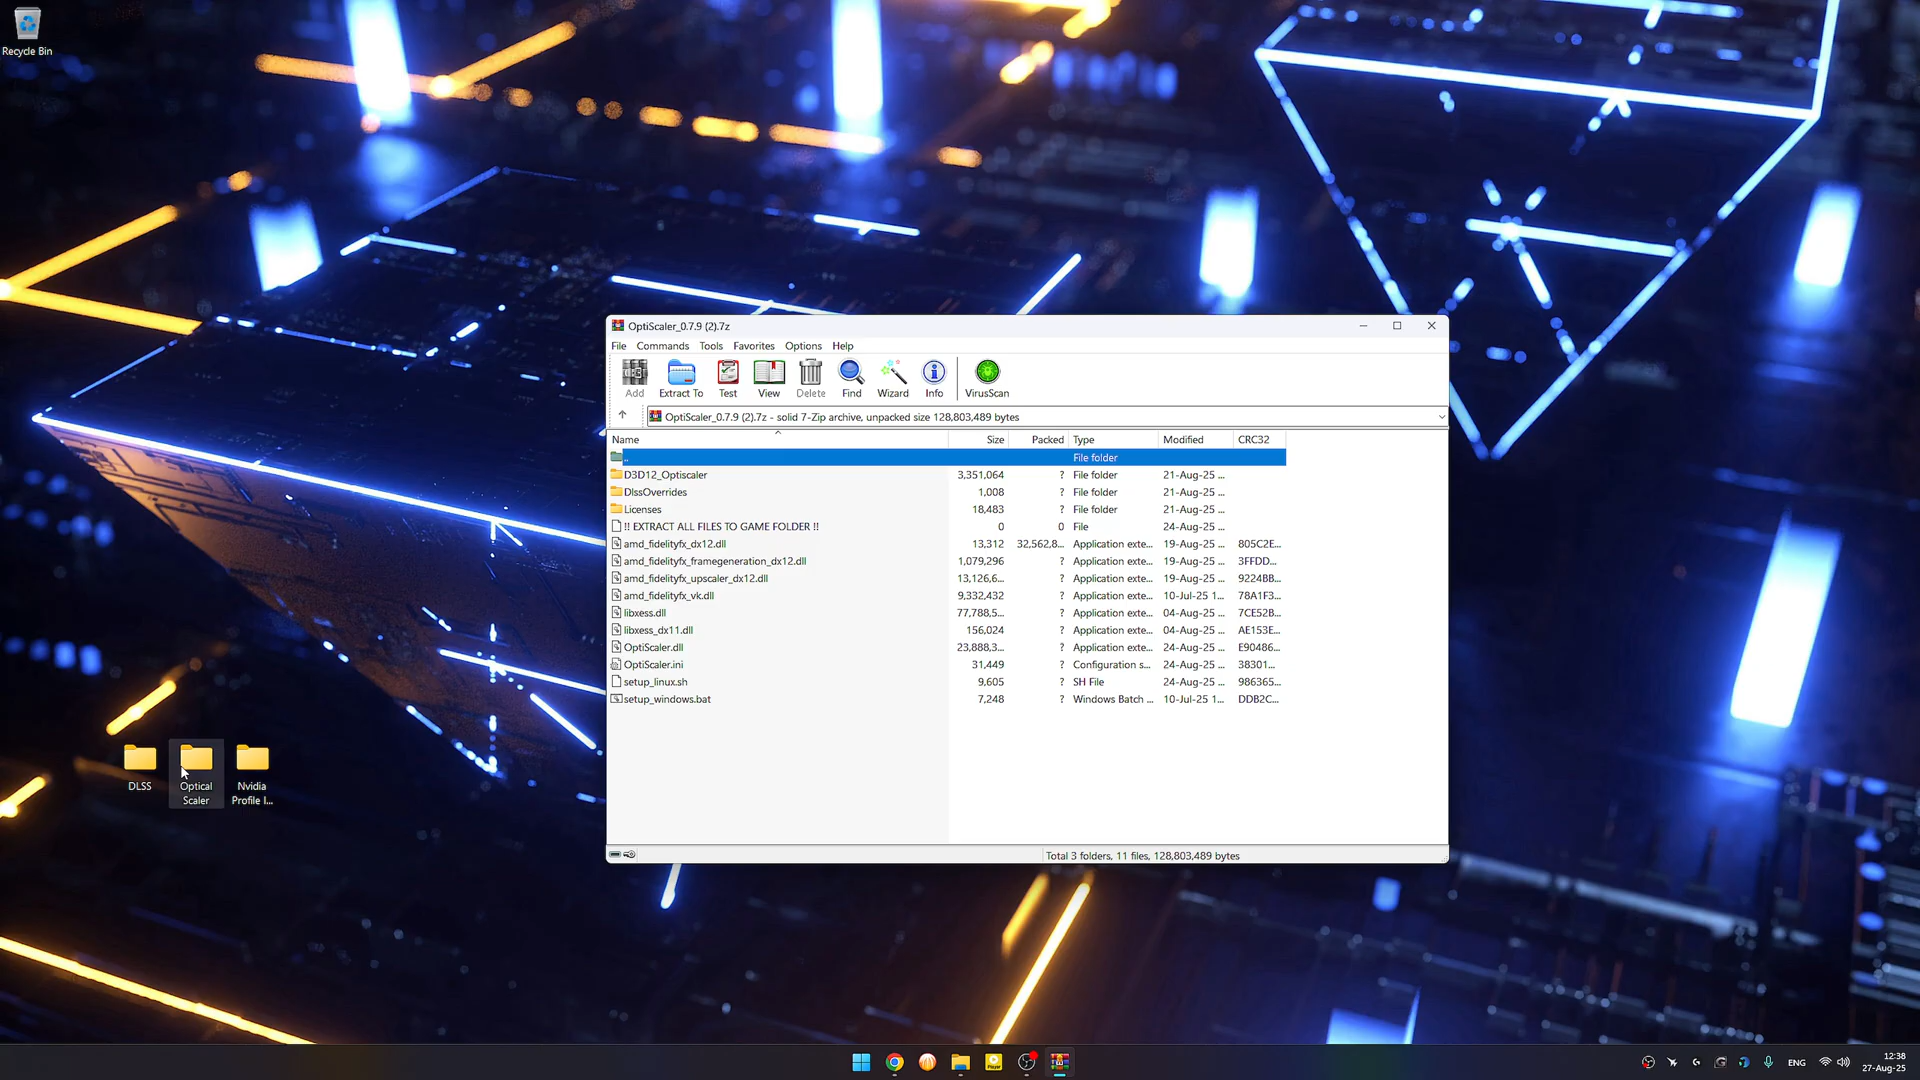 Recycle Bin
OptiScaler_0.7.9 (2).7z
File Commands Tools Favorites Options Help
Add Extract To Test View Delete Find Wizard Info VirusScan
OptiScaler_0.7.9 (2).7z - solid 7-Zip archive, unpacked size 128,803,489 bytes
Name Size Packed Type Modified CRC32
.. File folder
D3D12_Optiscaler 3,351,064 ? File folder 21-Aug-25 ...
DlssOverrides 1,008 ? File folder 21-Aug-25 ...
Licenses 18,483 ? File folder 21-Aug-25 ...
!! EXTRACT ALL FILES TO GAME FOLDER !! 0 0 File 24-Aug-25 ...
amd_fidelityfx_dx12.dll 13,312 32,562,8... Application exte... 19-Aug-25 ... 805C2E...
amd_fidelityfx_framegeneration_dx12.dll 1,079,296 ? Application exte... 19-Aug-25 ... 3FFDD...
amd_fidelityfx_upscaler_dx12.dll 13,126,6... ? Application exte... 19-Aug-25 ... 9224BB...
amd_fidelityfx_vk.dll 9,332,432 ? Application exte... 10-Jul-25 1... 78A1F3...
libxess.dll 77,788,5... ? Application exte... 04-Aug-25 ... 7CE52B...
libxess_dx11.dll 156,024 ? Application exte... 04-Aug-25 ... AE153E...
OptiScaler.dll 23,888,3... ? Application exte... 24-Aug-25 ... E90486...
OptiScaler.ini 31,449 ? Configuration s... 24-Aug-25 ... 38301...
setup_linux.sh 9,605 ? SH File 24-Aug-25 ... 986365...
setup_windows.bat 7,248 ? Windows Batch ... 10-Jul-25 1... DDB2C...
DLSS
Optical
Scaler
Nvidia
Profile I...
Total 3 folders, 11 files, 128,803,489 bytes
ENG
12:38
27-Aug-25